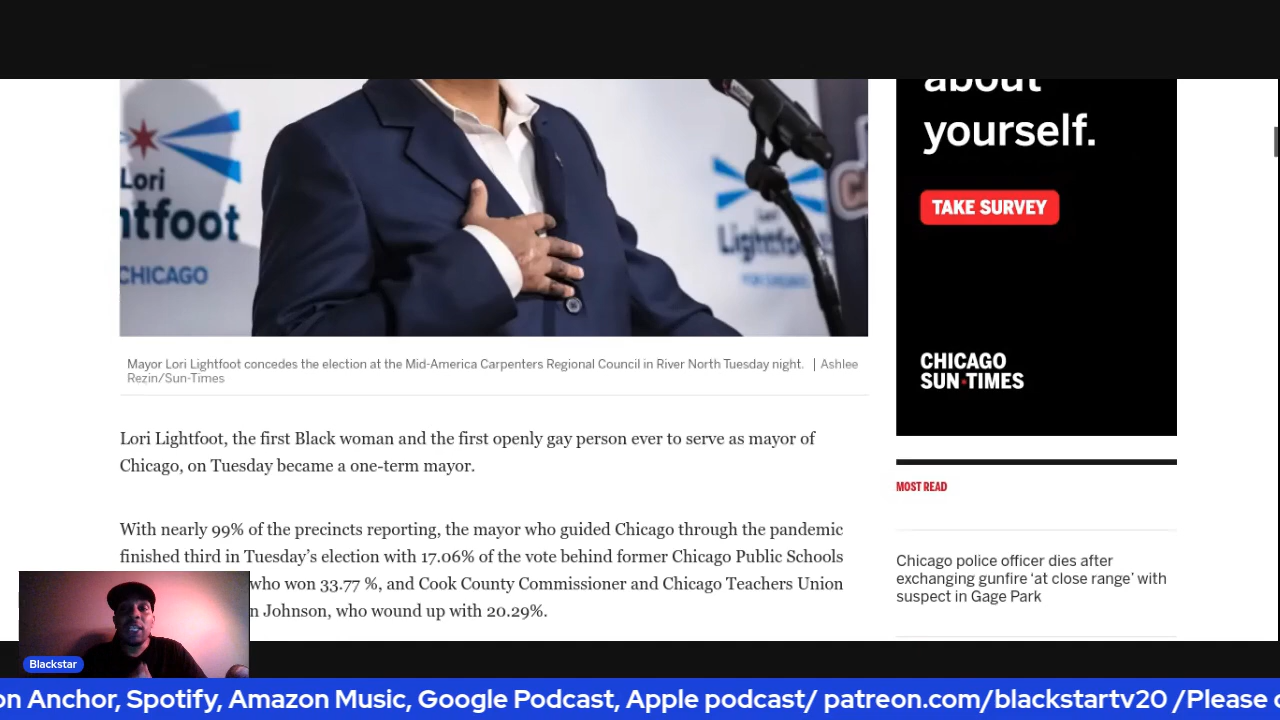 about
yourself.
TAKE SURVEY
Lori
htfoot
CHICAGO
Lori
Lightfoot
CHICAGO
SUN-TIMES
Mayor Lori Lightfoot concedes the election at the Mid-America Carpenters Regional Council in River North Tuesday night. | Ashlee
Rezin/Sun-Times
Lori Lightfoot, the first Black woman and the first openly gay person ever to serve as mayor of
Chicago, on Tuesday became a one-term mayor.
With nearly 99% of the precincts reporting, the mayor who guided Chicago through the pandemic
finished third in Tuesday's election with 17.06% of the vote behind former Chicago Public Schools
who won 33.77 %, and Cook County Commissioner and Chicago Teachers Union
n Johnson, who wound up with 20.29%.
MOST READ
Chicago police officer dies after
exchanging gunfire 'at close range' with
suspect in Gage Park
Blackstar
on Anchor, Spotify, Amazon Music, Google Podcast, Apple podcast/ patreon.com/blackstartv20 /Please